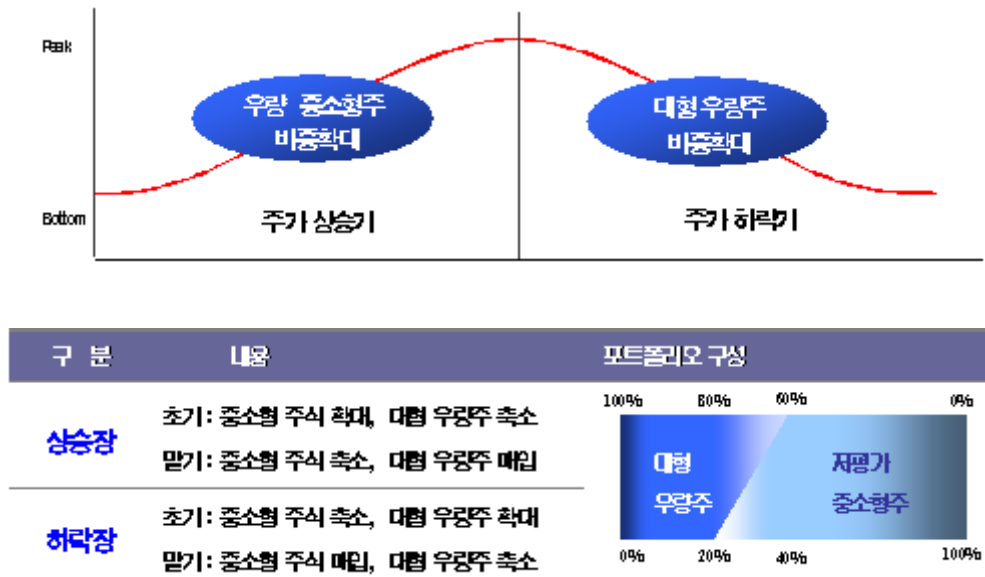 Peak
우량 중소형주
비중확대
대형 우량주
비중확대
Bottom
주가 상승기
주가 하락기
구 분
내용
포트폴리오 구성
상승장
초기 : 중소형 주식 확대, 대형 우량주 축소
말기 : 중소형 주식 축소, 대형 우량주 매입
하락장
초기 : 중소형 주식 축소, 대형 우량주 확대
말기 : 중소형 주식 매입, 대형 우량주 축소
100% 80% 60% 0%
대형
우량주
저평가
중소형주
0% 20% 40% 100%